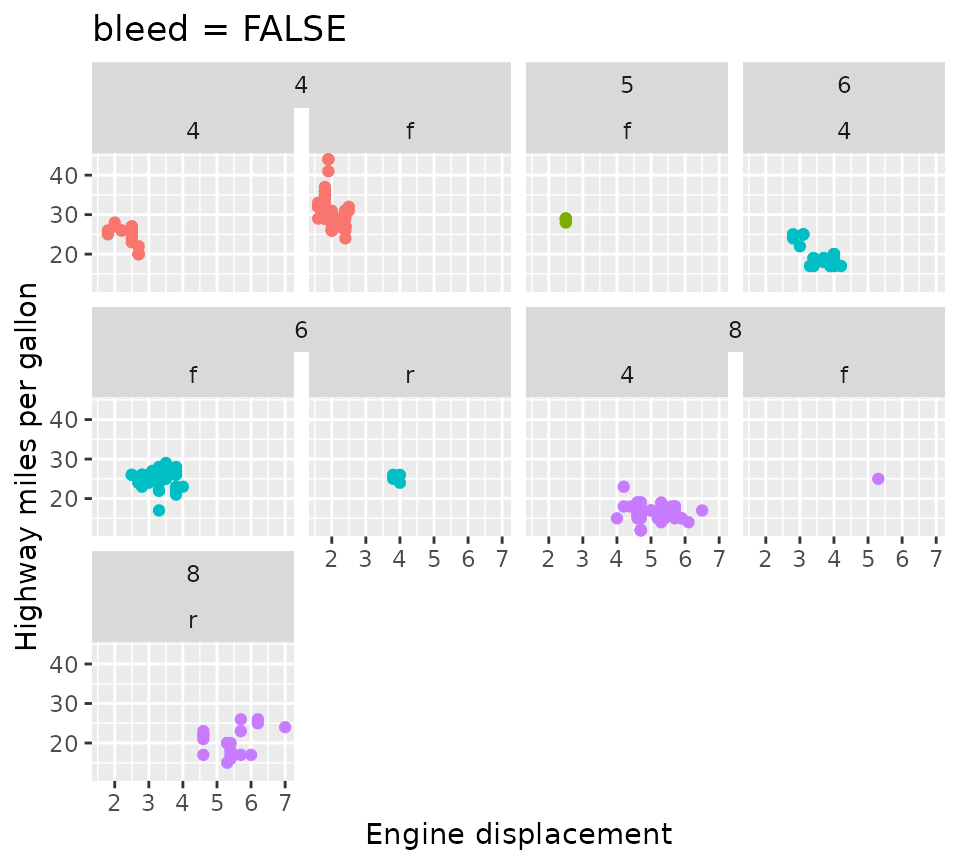 bleed = FALSE
4 5 6
4 f f 4
40
30
20
6 8
f r 4 f
40
30
20
2 3 4 5 6 7 2 3 4 5 6 7 2 3 4 5 6 7
8
r
40
30
20
2 3 4 5 6 7
Highway miles per gallon
Engine displacement